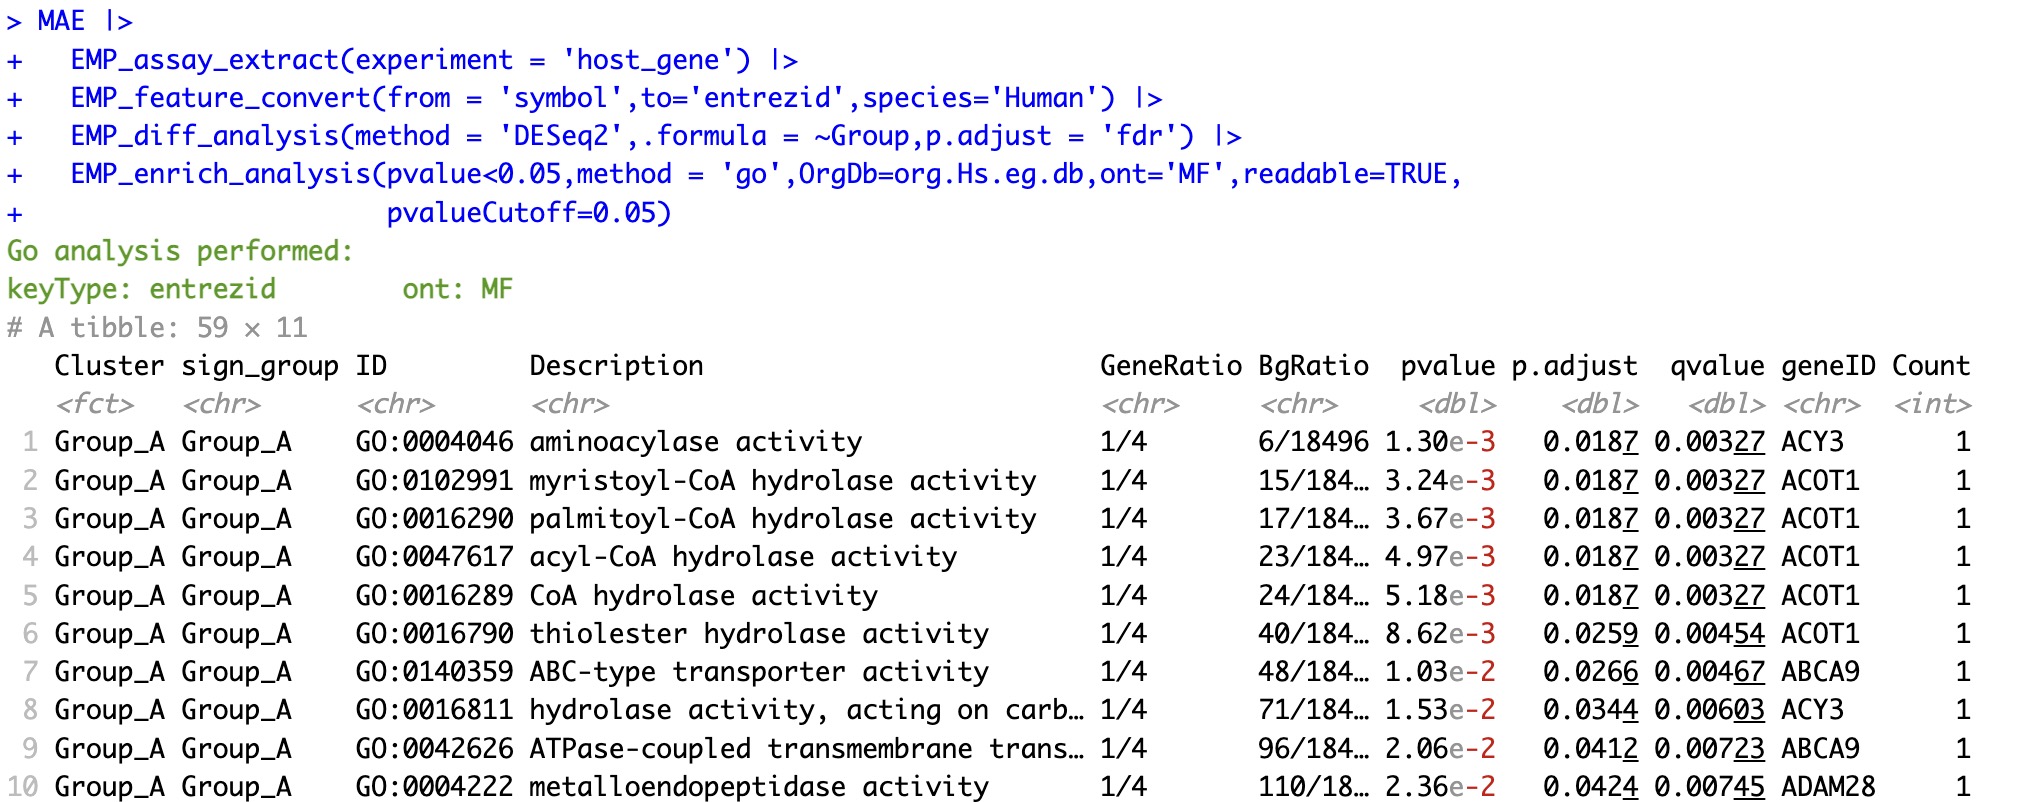 > MAE |>
+   EMP_assay_extract(experiment = 'host_gene') |>
+   EMP_feature_convert(from = 'symbol',to='entrezid',species='Human') |>
+   EMP_diff_analysis(method = 'DESeq2',.formula = ~Group,p.adjust = 'fdr') |>
+   EMP_enrich_analysis(pvalue<0.05,method = 'go',OrgDb=org.Hs.eg.db,ont='MF',readable=TRUE,
+                       pvalueCutoff=0.05)
Go analysis performed:
keyType: entrezid        ont: MF
# A tibble: 59 × 11
   Cluster sign_group ID         Description                         GeneRatio BgRatio  pvalue p.adjust  qvalue geneID Count
   <fct>   <chr>      <chr>      <chr>                               <chr>     <chr>     <dbl>    <dbl>   <dbl> <chr>  <int>
 1 Group_A Group_A    GO:0004046 aminoacylase activity               1/4       6/18496 1.30e-3   0.0187 0.00327 ACY3       1
 2 Group_A Group_A    GO:0102991 myristoyl-CoA hydrolase activity    1/4       15/184… 3.24e-3   0.0187 0.00327 ACOT1      1
 3 Group_A Group_A    GO:0016290 palmitoyl-CoA hydrolase activity    1/4       17/184… 3.67e-3   0.0187 0.00327 ACOT1      1
 4 Group_A Group_A    GO:0047617 acyl-CoA hydrolase activity         1/4       23/184… 4.97e-3   0.0187 0.00327 ACOT1      1
 5 Group_A Group_A    GO:0016289 CoA hydrolase activity              1/4       24/184… 5.18e-3   0.0187 0.00327 ACOT1      1
 6 Group_A Group_A    GO:0016790 thiolester hydrolase activity       1/4       40/184… 8.62e-3   0.0259 0.00454 ACOT1      1
 7 Group_A Group_A    GO:0140359 ABC-type transporter activity       1/4       48/184… 1.03e-2   0.0266 0.00467 ABCA9      1
 8 Group_A Group_A    GO:0016811 hydrolase activity, acting on carb… 1/4       71/184… 1.53e-2   0.0344 0.00603 ACY3       1
 9 Group_A Group_A    GO:0042626 ATPase-coupled transmembrane trans… 1/4       96/184… 2.06e-2   0.0412 0.00723 ABCA9      1
10 Group_A Group_A    GO:0004222 metalloendopeptidase activity       1/4       110/18… 2.36e-2   0.0424 0.00745 ADAM28     1